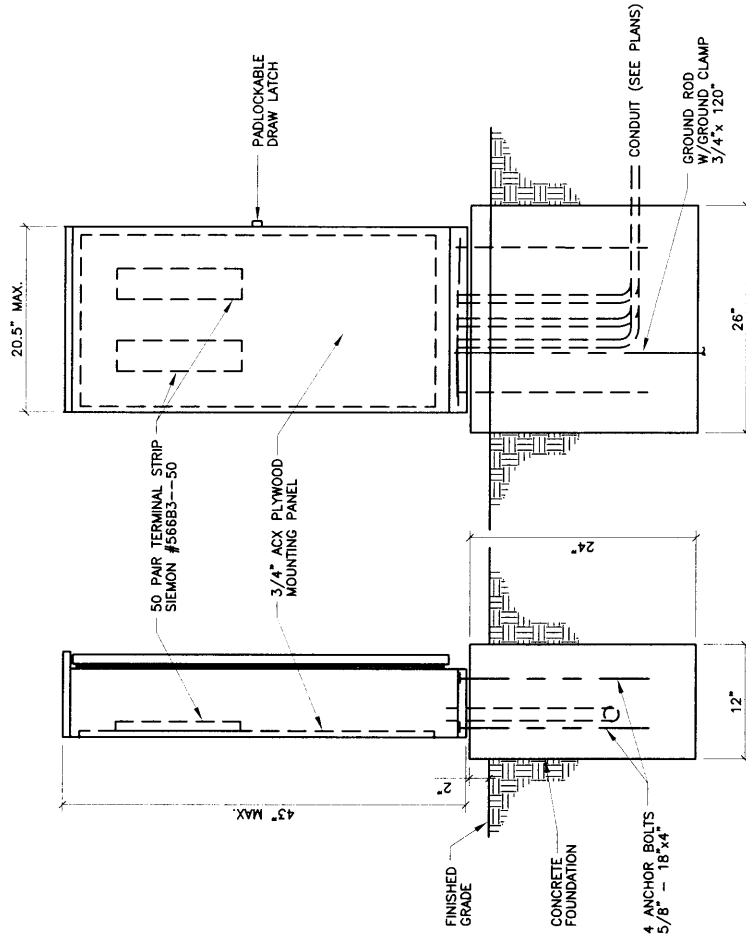 20.5" MAX.
PADLOCKABLE
DRAW LATCH
50 PAIR TERMINAL STRIP
SIEMON #S66B3--50
3/4" ACX PLYWOOD
MOUNTING PANEL
43" MAX.
2"
24"
FINISHED
GRADE
CONCRETE
FOUNDATION
4 ANCHOR BOLTS
5/8" - 18"x4"
12"
26"
CONDUIT (SEE PLANS)
GROUND ROD
W/GROUND CLAMP
3/4"x 120"